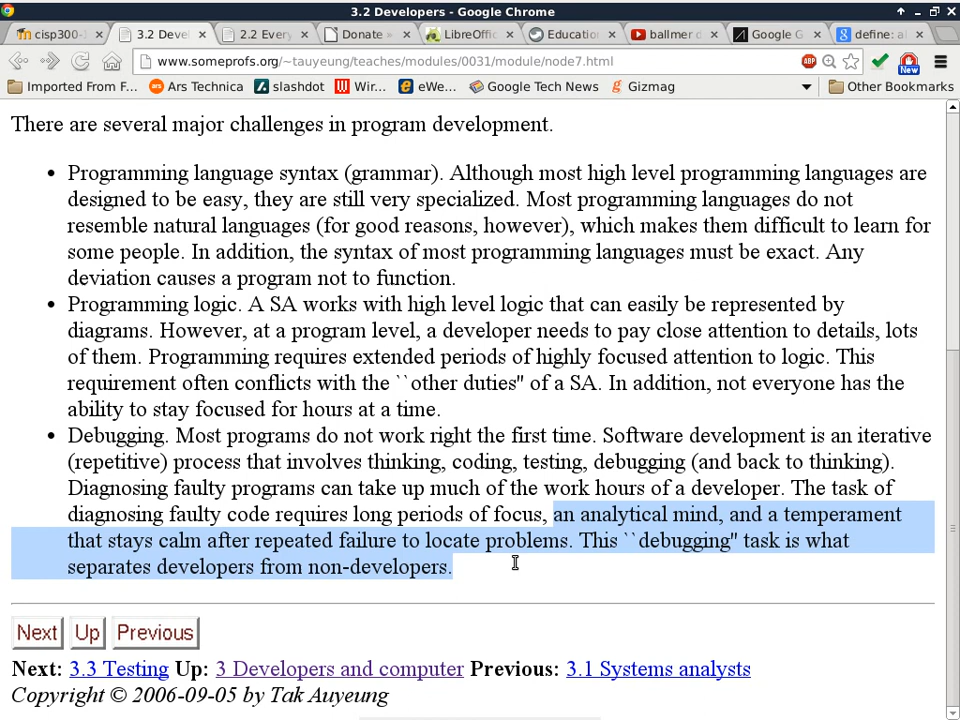 3.2 Developers - Google Chrome
cisp300-
3.2 Devel
2.2 Every
Donate
LibreOffic
Education
ballmer d
Google G
define: al
www.someprofs.org/~tauyeung/teaches/modules/0031/module/node7.html
ABP
New
Imported From F...
Ars Technica
slashdot
Wir...
eWe...
Google Tech News
Gizmag
Other Bookmarks
There are several major challenges in program development.
• Programming language syntax (grammar). Although most high level programming languages are
designed to be easy, they are still very specialized. Most programming languages do not
resemble natural languages (for good reasons, however), which makes them difficult to learn for
some people. In addition, the syntax of most programming languages must be exact. Any
deviation causes a program not to function.
• Programming logic. A SA works with high level logic that can easily be represented by
diagrams. However, at a program level, a developer needs to pay close attention to details, lots
of them. Programming requires extended periods of highly focused attention to logic. This
requirement often conflicts with the ``other duties'' of a SA. In addition, not everyone has the
ability to stay focused for hours at a time.
• Debugging. Most programs do not work right the first time. Software development is an iterative
(repetitive) process that involves thinking, coding, testing, debugging (and back to thinking).
Diagnosing faulty programs can take up much of the work hours of a developer. The task of
diagnosing faulty code requires long periods of focus, an analytical mind, and a temperament
that stays calm after repeated failure to locate problems. This ``debugging'' task is what
separates developers from non-developers.
Next Up Previous
Next: 3.3 Testing Up: 3 Developers and computer Previous: 3.1 Systems analysts
Copyright © 2006-09-05 by Tak Auyeung